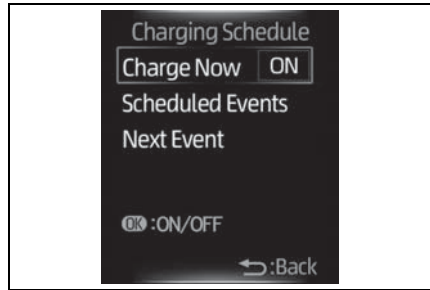 Charging Schedule
Charge Now ON
Scheduled Events
Next Event
OK :ON/OFF
:Back